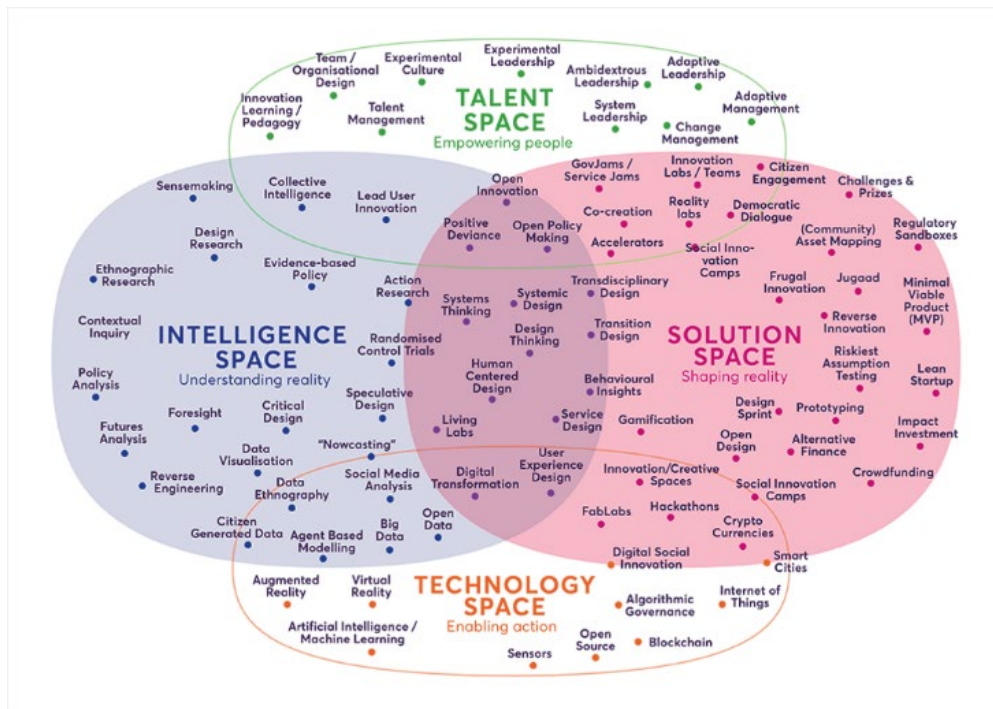 Team /
Organisational
Design
Experimental
Culture
Experimental
Leadership
Ambidextrous
Leadership
Adaptive
Leadership
Innovation
Learning /
Pedagogy
Talent
Management
TALENT
SPACE
Empowering people
System
Leadership
Adaptive
Management
Change
Management
Sensemaking
Collective
Intelligence
Lead User
Innovation
Open
Innovation
GovJams /
Service Jams
Innovation
Labs / Teams
Citizen
Engagement
Challenges &
Prizes
Design
Research
Positive
Deviance
Open Policy
Making
Co-creation
Accelerators
Reality
labs
Democratic
Dialogue
Social Inno-
vation
Camps
(Community)
Asset Mapping
Regulatory
Sandboxes
Ethnographic
Research
Evidence-based
Policy
Action
Research
Systems
Thinking
Systemic
Design
Transdisciplinary
Design
Frugal
Innovation
Jugaad
Minimal
Viable
Product
(MVP)
Contextual
Inquiry
INTELLIGENCE
SPACE
Understanding reality
Randomised
Control Trials
Design
Thinking
Transition
Design
SOLUTION
SPACE
Shaping reality
Reverse
Innovation
Riskiest
Assumption
Testing
Lean
Startup
Policy
Analysis
Human
Centered
Design
Behavioural
Insights
Foresight
Critical
Design
Speculative
Design
Living
Labs
Service
Design
Gamification
Design
Sprint
Prototyping
Impact
Investment
Futures
Analysis
Data
Visualisation
"Nowcasting"
Open
Design
Alternative
Finance
Reverse
Engineering
Data
Ethnography
Social Media
Analysis
Digital
Transformation
User
Experience
Design
Innovation/Creative
Spaces
Social Innovation
Camps
Crowdfunding
Citizen
Generated Data
Agent Based
Modelling
Big
Data
Open
Data
FabLabs
Hackathons
Crypto
Currencies
Digital Social
Innovation
Smart
Cities
Augmented
Reality
Virtual
Reality
TECHNOLOGY
SPACE
Enabling action
Algorithmic
Governance
Internet of
Things
Artificial Intelligence /
Machine Learning
Sensors
Open
Source
Blockchain